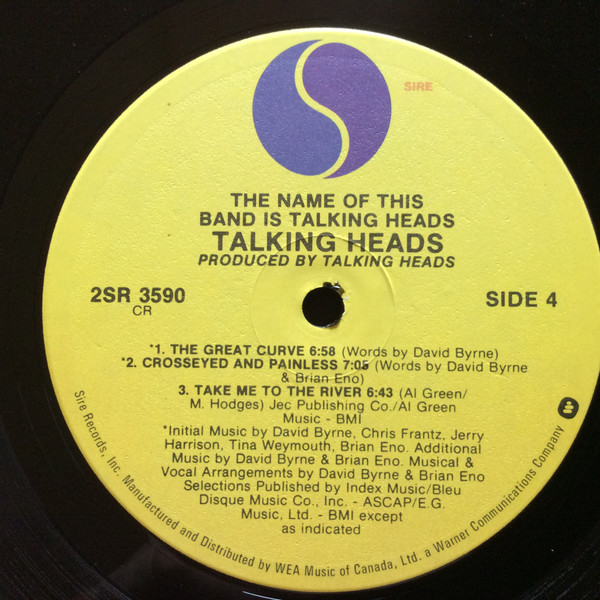 SIRE
THE NAME OF THIS
BAND IS TALKING HEADS
TALKING HEADS
PRODUCED BY TALKING HEADS
2SR 3590
CR
SIDE 4
*1. THE GREAT CURVE 6:58 (Words by David Byrne)
*2. CROSSEYED AND PAINLESS 7:05 (Words by David Byrne
& Brian Eno)
3. TAKE ME TO THE RIVER 6:43 (Al Green/
M. Hodges) Jec Publishing Co./Al Green
Music - BMI
*Initial Music by David Byrne, Chris Frantz, Jerry
Harrison, Tina Weymouth, Brian Eno. Additional
Music by David Byrne & Brian Eno. Musical &
Vocal Arrangements by David Byrne & Brian Eno
Selections Published by Index Music/Bleu
Disque Music Co., Inc. - ASCAP/E.G.
Music, Ltd. - BMI except
as indicated
Sire Records, Inc. Manufactured and Distributed by WEA Music of Canada, Ltd. a Warner Communications Company